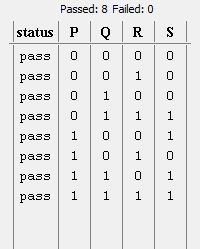 Passed: 8 Failed: 0
status P Q R S
pass 0 0 0 0
pass 0 0 1 0
pass 0 1 0 0
pass 0 1 1 1
pass 1 0 0 1
pass 1 0 1 0
pass 1 1 0 1
pass 1 1 1 1